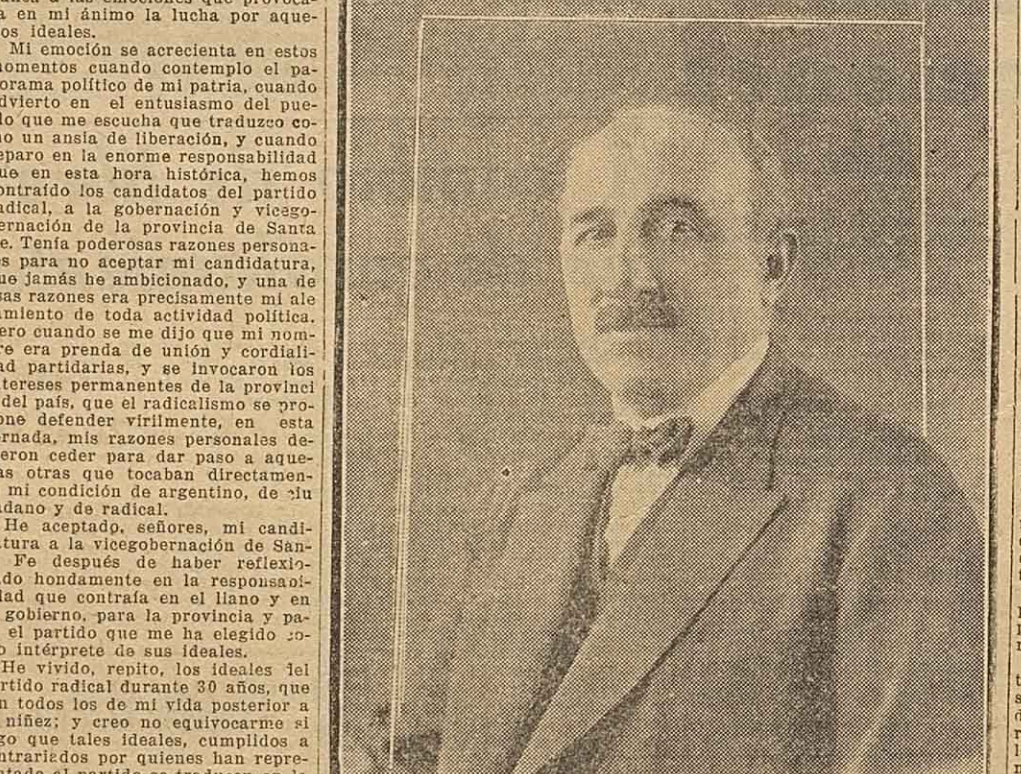 a en mi ánimo la lucha por aque-
os ideales.
Mi emoción se acrecienta en estos
omentos cuando contemplo el pa-
orama político de mi patria, cuando
dvierto en el entusiasmo del pue-
lo que me escucha que traduzco co-
o un ansia de liberación, y cuando
eparo en la enorme responsabilidad
ue en esta hora histórica, hemos
ontraído los candidatos del partido
adical, a la gobernación y vicego-
ernación de la provincia de Santa
e. Tenía poderosas razones persona-
s para no aceptar mi candidatura,
ue jamás he ambicionado, y una de
sas razones era precisamente mi ale
amiento de toda actividad política.
ero cuando se me dijo que mi nom-
re era prenda de unión y cordiali-
ad partidarias, y se invocaron los
tereses permanentes de la provinci
del país, que el radicalismo se pro-
one defender virilmente, en esta
ornada, mis razones personales de-
eron ceder para dar paso a aque-
as otras que tocaban directamen-
mi condición de argentino, de ciu
adano y de radical.
He aceptado, señores, mi candi-
tura a la vicegobernación de San-
Fe después de haber reflexio-
do hondamente en la responsabi-
dad que contraía en el llano y en
gobierno, para la provincia y pa-
el partido que me ha elegido co-
o intérprete de sus ideales.
He vivido, repito, los ideales del
rtido radical durante 30 años, que
n todos los de mi vida posterior a
niñez; y creo no equivocarme si
go que tales ideales, cumplidos a
ntrariados por quienes han repre-